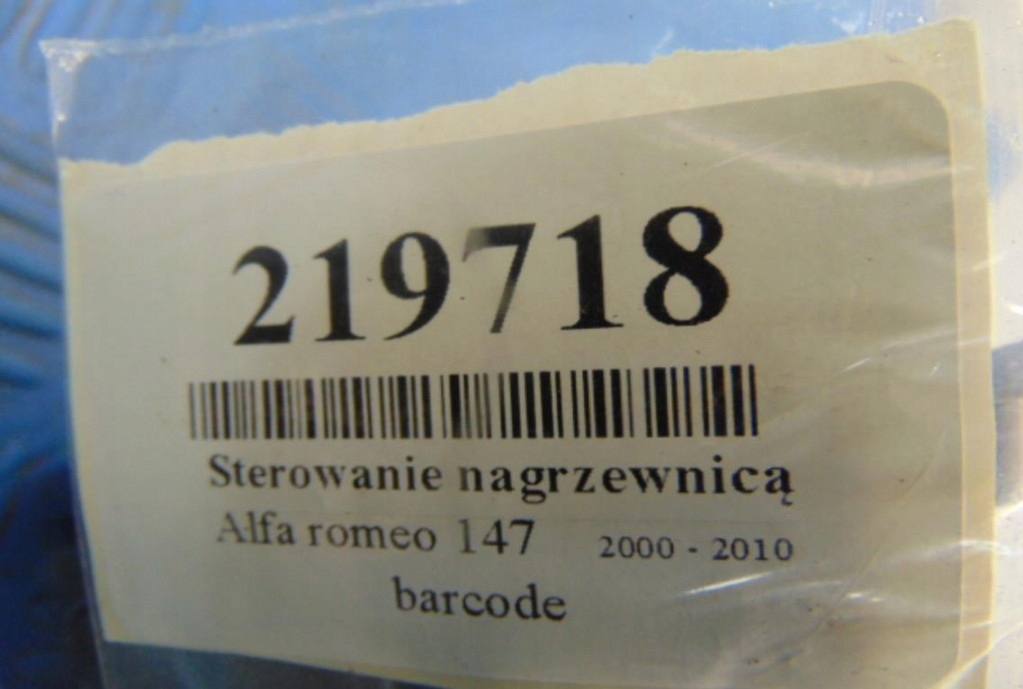 219718
Sterowanie nagrzewnicą
Alfa romeo 147 2000 - 2010
barcode